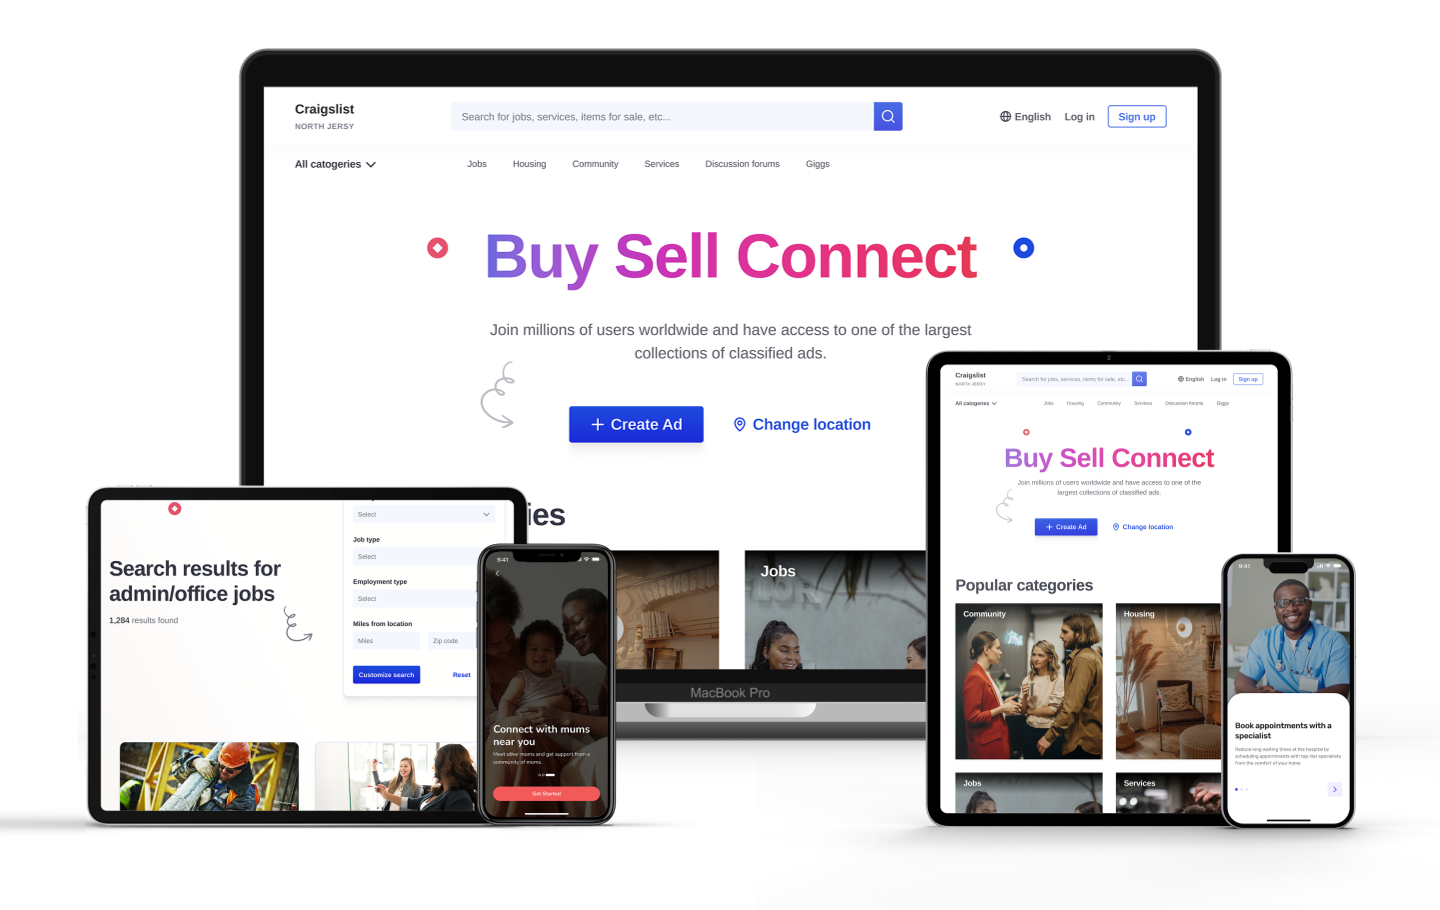 Craigslist
NORTH JERSY
Search for jobs, services, items for sale, etc...
English
Log in
Sign up
All catogeries
Jobs
Housing
Community
Services
Discussion forums
Giggs
Buy Sell Connect
Join millions of users worldwide and have access to one of the largest
collections of classified ads.
Create Ad
Change location
ies
Jobs
MacBook Pro
Select
Job type
Select
Employment type
Select
Miles from location
Miles
Zip code
Customize search
Reset
Search results for
admin/office jobs
1,284 results found
9:41
Connect with mums
near you
Meet other moms and get support from a
community of moms.
Get Started
Craigslist
NORTH JERSY
Search for jobs, services, items for sale, etc...
English
Log in
Sign up
All catogeries
Jobs
Housing
Community
Services
Discussion forums
Giggs
Buy Sell Connect
Join millions of users worldwide and have access to one of the
largest collections of classified ads.
Create Ad
Change location
Popular categories
Community
Housing
Jobs
Services
9:41
Book appointments with a
specialist
Reduce long waiting times at the hospital by
scheduling appointments with top-tier specialists
from the comfort of your home.